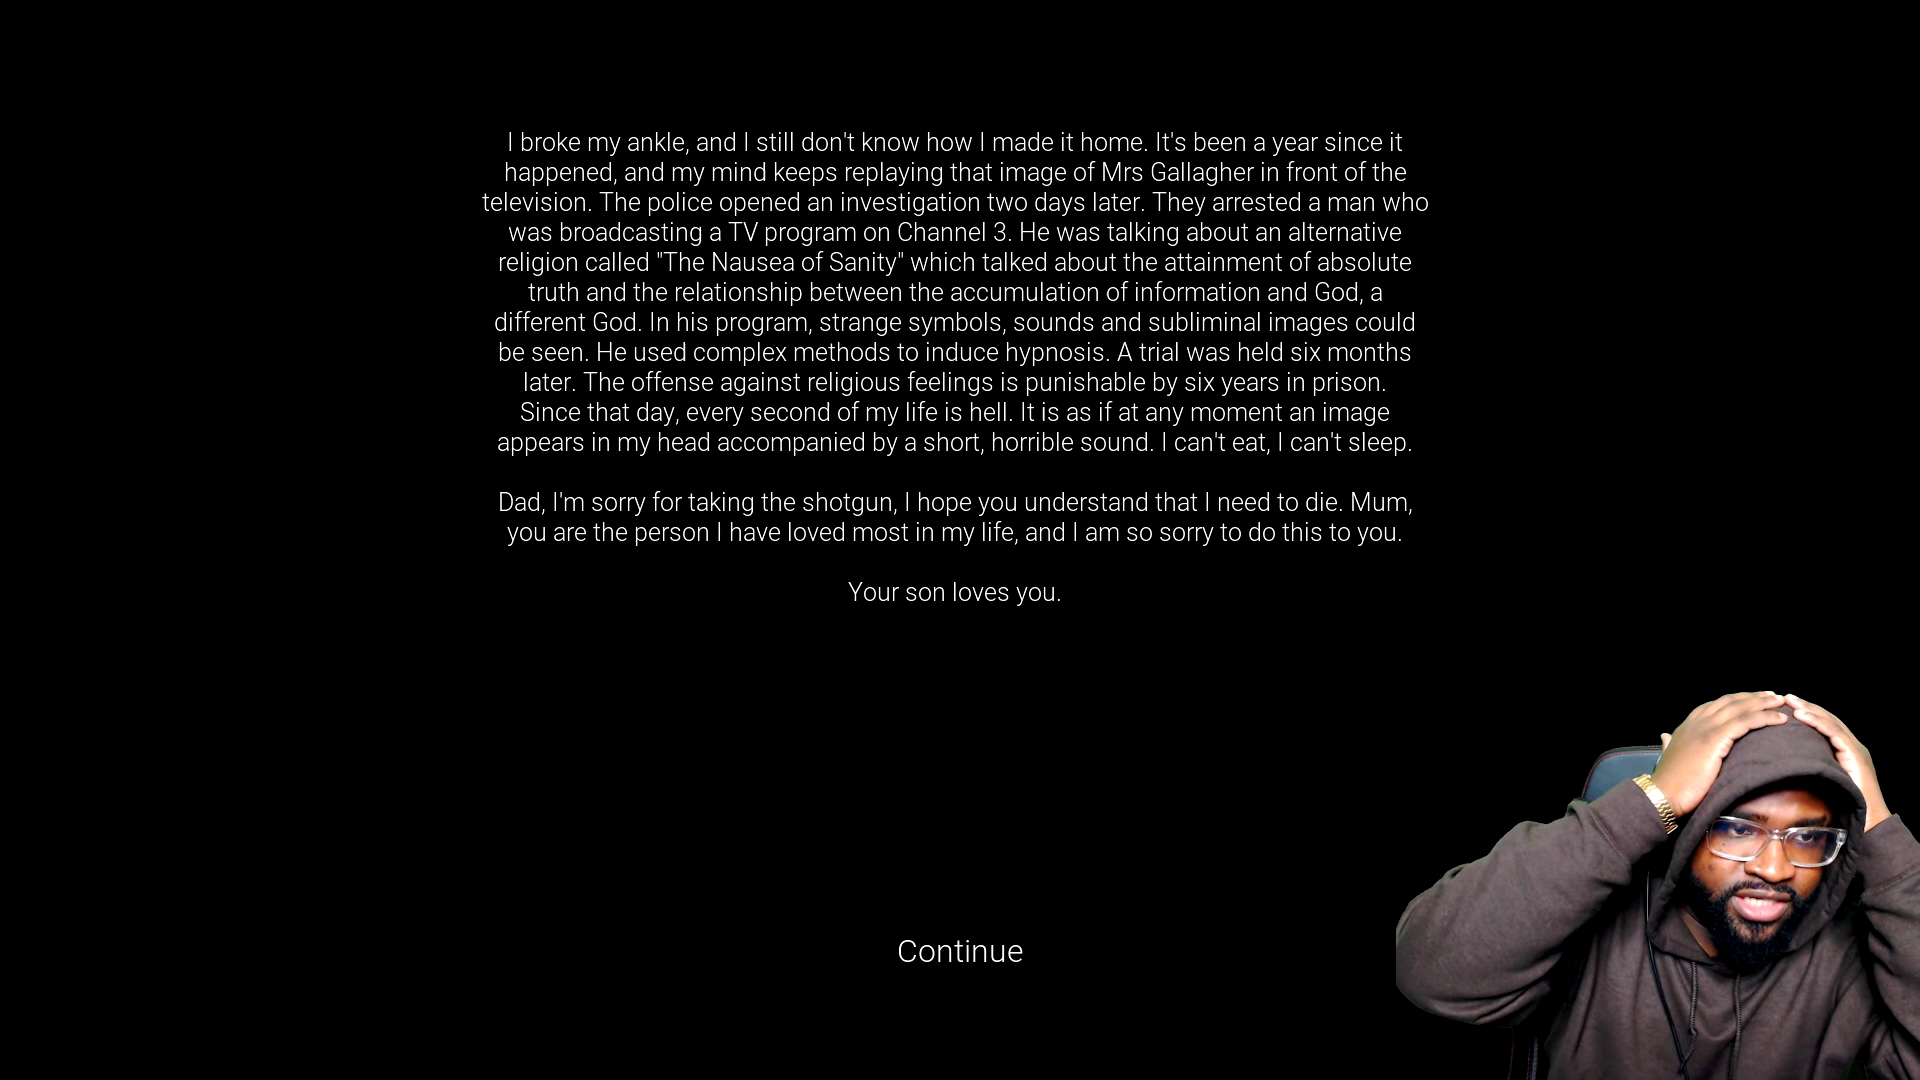 I broke my ankle, and I still don't know how I made it home. It's been a year since it
happened, and my mind keeps replaying that image of Mrs Gallagher in front of the
television. The police opened an investigation two days later. They arrested a man who
was broadcasting a TV program on Channel 3. He was talking about an alternative
religion called "The Nausea of Sanity" which talked about the attainment of absolute
truth and the relationship between the accumulation of information and God, a
different God. In his program, strange symbols, sounds and subliminal images could
be seen. He used complex methods to induce hypnosis. A trial was held six months
later. The offense against religious feelings is punishable by six years in prison.
Since that day, every second of my life is hell. It is as if at any moment an image
appears in my head accompanied by a short, horrible sound. I can't eat, I can't sleep.
Dad, I'm sorry for taking the shotgun, I hope you understand that I need to die. Mum,
you are the person I have loved most in my life, and I am so sorry to do this to you.
Your son loves you.
Continue